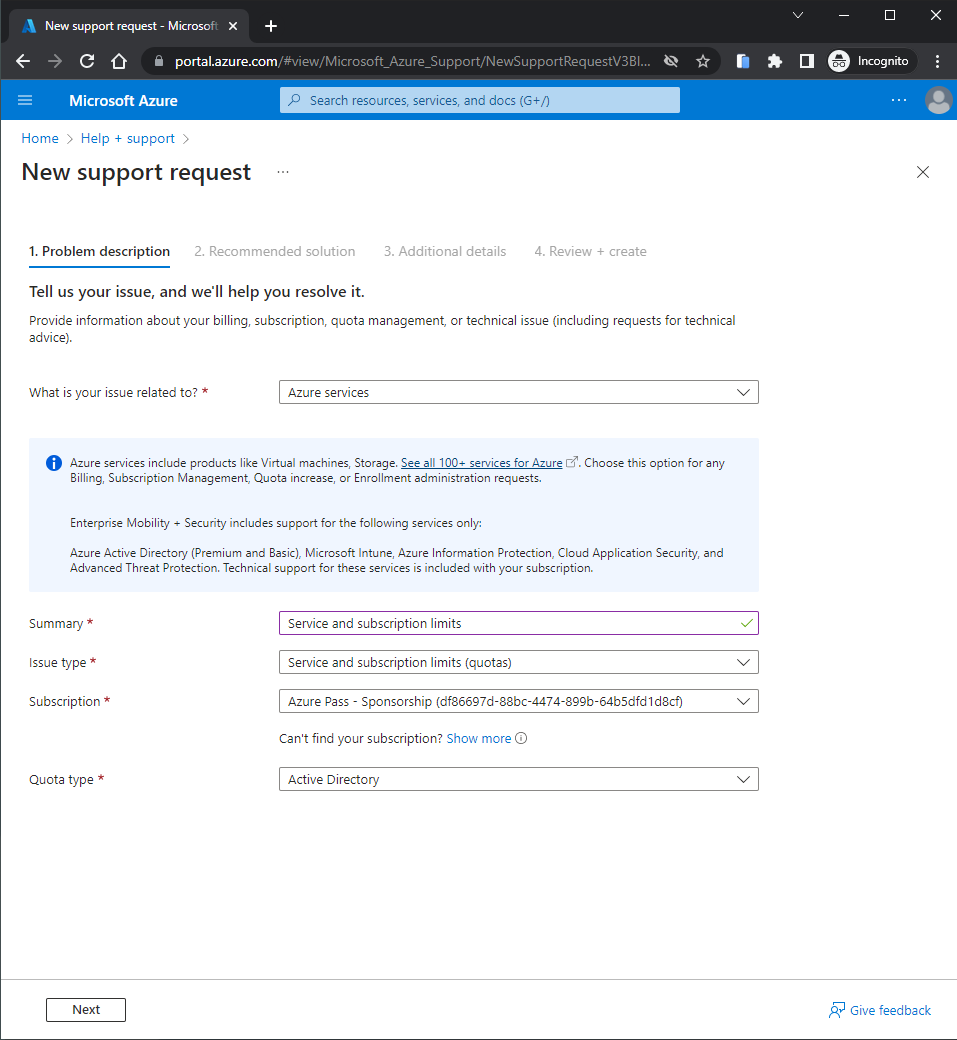 New support request - Microsoft
portal.azure.com/#view/Microsoft_Azure_Support/NewSupportRequestV3Bl...
Incognito
Microsoft Azure
Search resources, services, and docs (G+/)
Home > Help + support >
New support request
1. Problem description
2. Recommended solution
3. Additional details
4. Review + create
Tell us your issue, and we'll help you resolve it.
Provide information about your billing, subscription, quota management, or technical issue (including requests for technical
advice).
What is your issue related to? *
Azure services
Azure services include products like Virtual machines, Storage. See all 100+ services for Azure. Choose this option for any
Billing, Subscription Management, Quota increase, or Enrollment administration requests.
Enterprise Mobility + Security includes support for the following services only:
Azure Active Directory (Premium and Basic), Microsoft Intune, Azure Information Protection, Cloud Application Security, and
Advanced Threat Protection. Technical support for these services is included with your subscription.
Summary *
Service and subscription limits
Issue type *
Service and subscription limits (quotas)
Subscription *
Azure Pass - Sponsorship (df86697d-88bc-4474-899b-64b5dfd1d8cf)
Can't find your subscription? Show more
Quota type *
Active Directory
Next
Give feedback